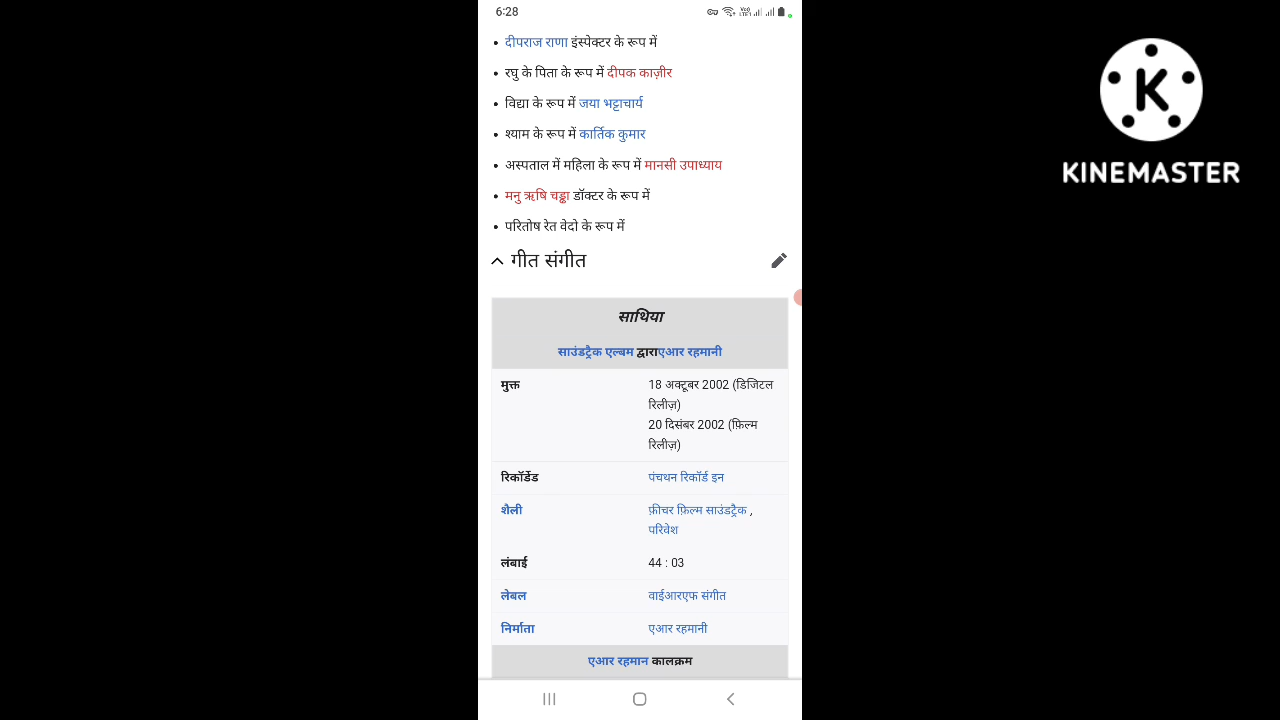 6:28
दीपराज राणा इंस्पेक्टर के रूप में
रघु के पिता के रूप में दीपक काज़ीर
विद्या के रूप में जया भट्टाचार्य
श्याम के रूप में कार्तिक कुमार
अस्पताल में महिला के रूप में मानसी उपाध्याय
मनु ऋषि चड्ढा डॉक्टर के रूप में
परितोष रेत वेदो के रूप में
गीत संगीत
साथिया
साउंडट्रैक एल्बम द्वाराएआर रहमानी
मुक्त 18 अक्टूबर 2002 (डिजिटल
रिलीज़)
20 दिसंबर 2002 (फ़िल्म
रिलीज़)
रिकॉर्डेड पंचथन रिकॉर्ड इन
शैली फ़ीचर फ़िल्म साउंडट्रैक ,
परिवेश
लंबाई 44 : 03
लेबल वाईआरएफ संगीत
निर्माता एआर रहमानी
एआर रहमान कालक्रम
K
KINEMASTER